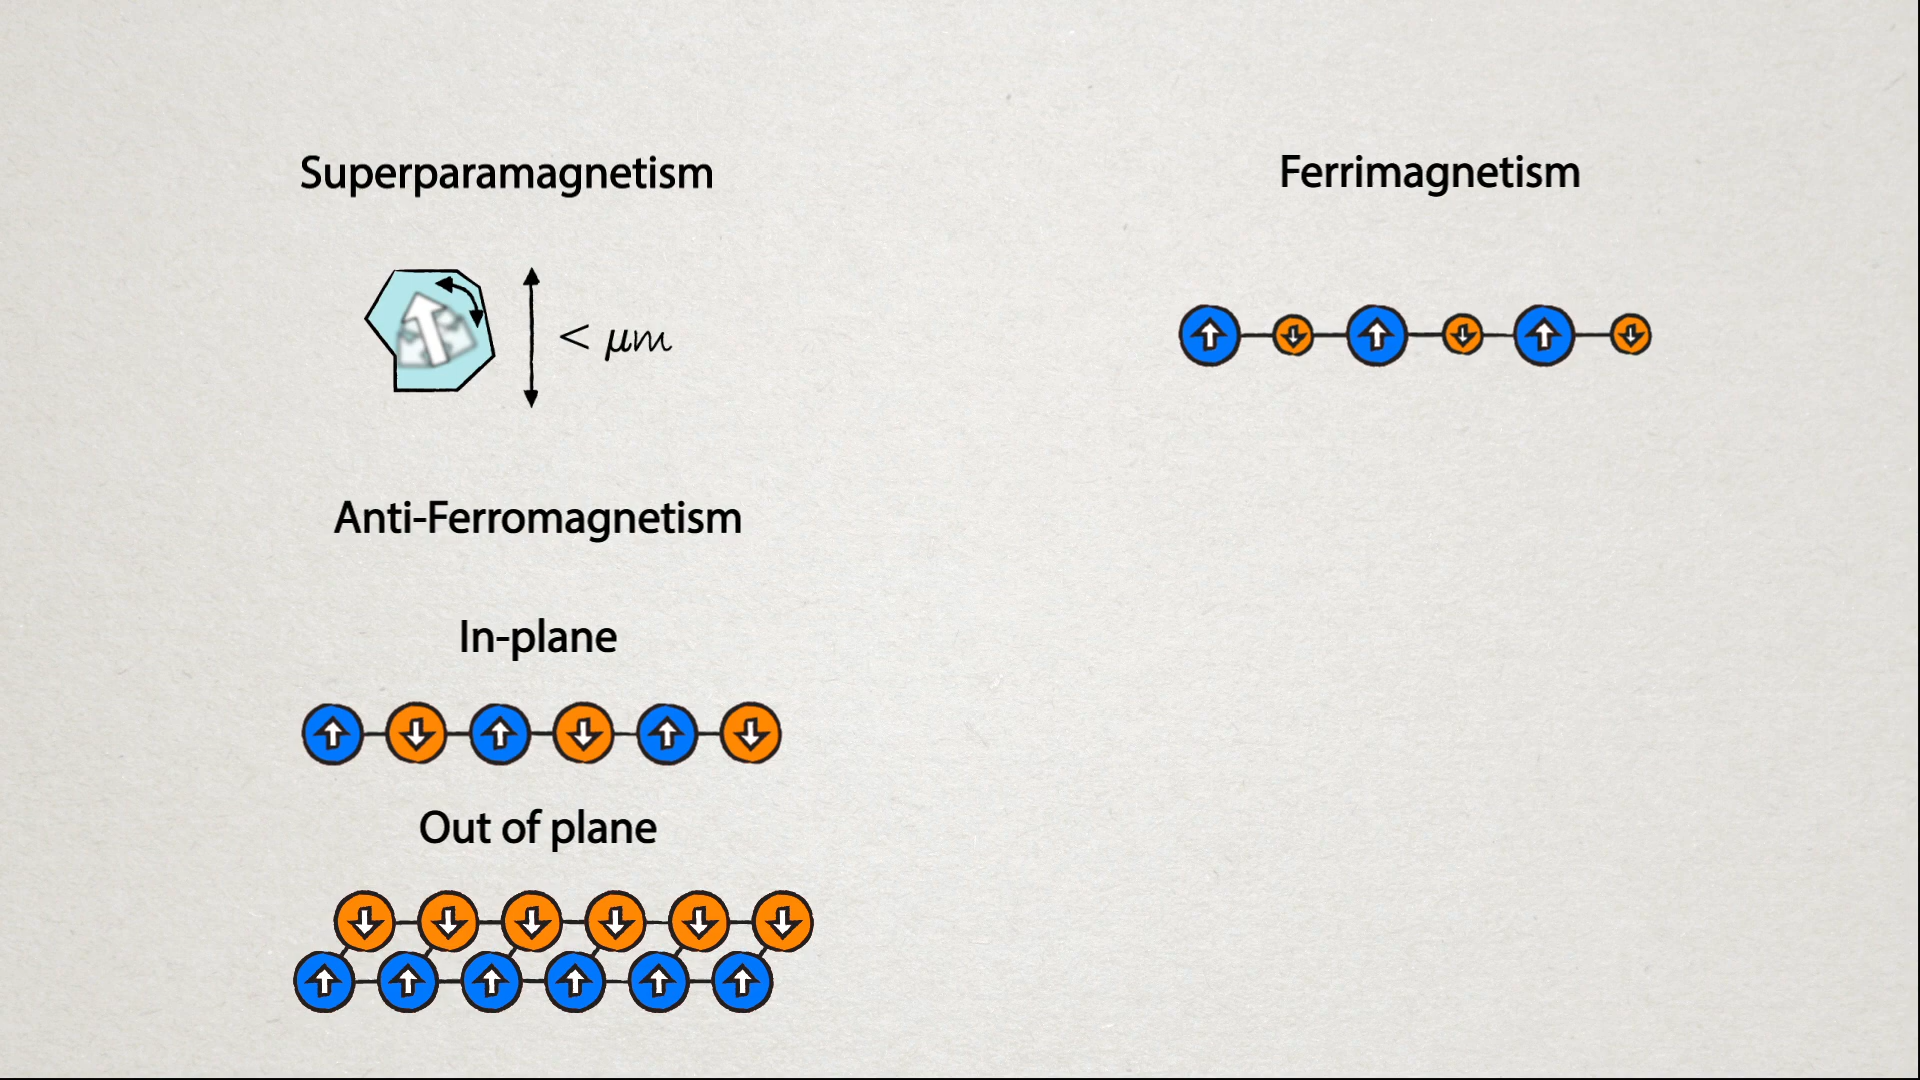 Superparamagnetism
< μm
Anti-Ferromagnetism
In-plane
Out of plane
Ferrimagnetism